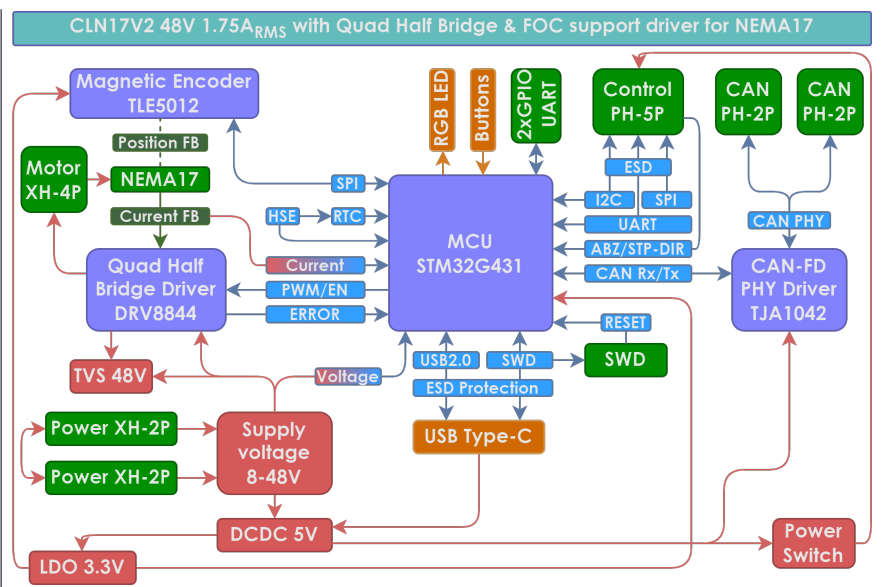 CLN17V2 48V 1.75ARMS with Quad Half Bridge & FOC support driver for NEMA17
Magnetic Encoder
TLE5012
RGB LED
Buttons
2xGPIO
UART
Control
PH-5P
CAN
PH-2P
CAN
PH-2P
Position FB
Motor
XH-4P
NEMA17
SPI
ESD
I2C
SPI
Current FB
HSE
RTC
UART
CAN PHY
MCU
STM32G431
ABZ/STP-DIR
Quad Half
Bridge Driver
DRV8844
Current
CAN Rx/Tx
CAN-FD
PHY Driver
TJA1042
PWM/EN
ERROR
RESET
TVS 48V
Voltage
USB2.0
SWD
SWD
ESD Protection
Power XH-2P
Supply
voltage
8-48V
USB Type-C
Power XH-2P
DCDC 5V
Power
Switch
LDO 3.3V